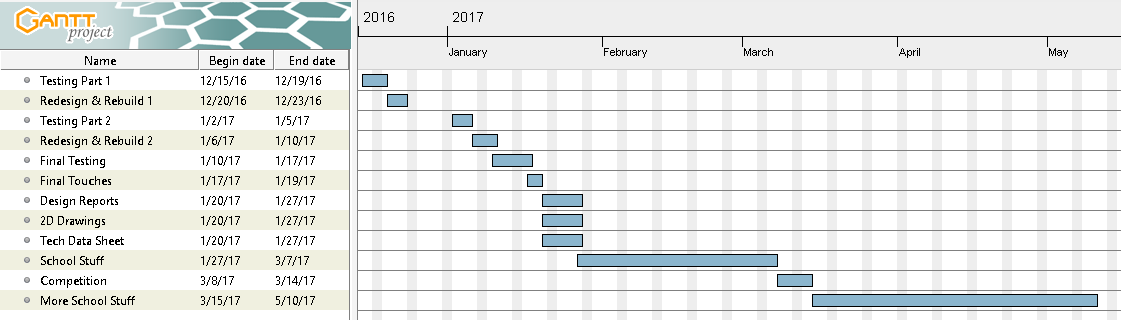 GANTT
project
2016 2017
January February March April May
Name Begin date End date
Testing Part 1 12/15/16 12/19/16
Redesign & Rebuild 1 12/20/16 12/23/16
Testing Part 2 1/2/17 1/5/17
Redesign & Rebuild 2 1/6/17 1/10/17
Final Testing 1/10/17 1/17/17
Final Touches 1/17/17 1/19/17
Design Reports 1/20/17 1/27/17
2D Drawings 1/20/17 1/27/17
Tech Data Sheet 1/20/17 1/27/17
School Stuff 1/27/17 3/7/17
Competition 3/8/17 3/14/17
More School Stuff 3/15/17 5/10/17